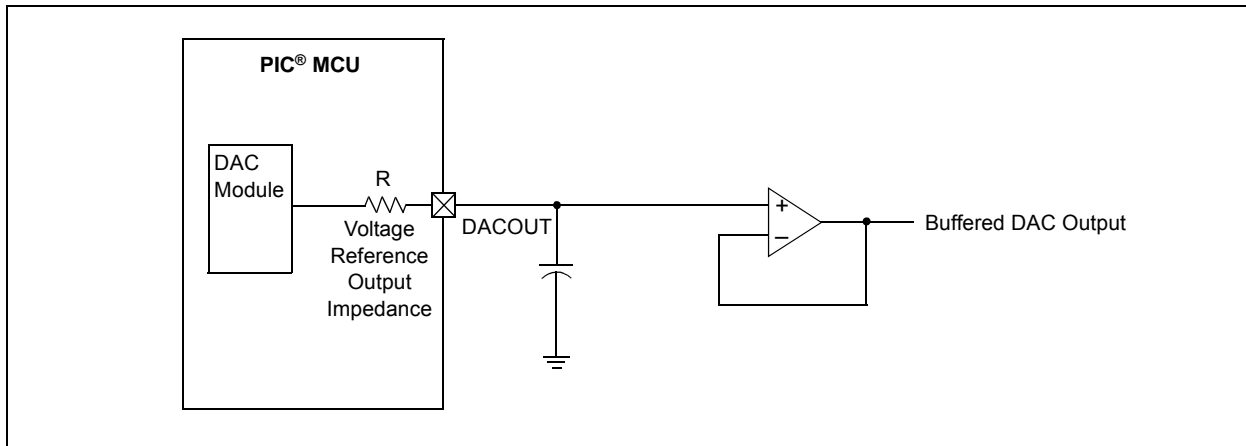 PIC® MCU
DAC
Module
R
Voltage
Reference
Output
Impedance
DACOUT
+
–
Buffered DAC Output